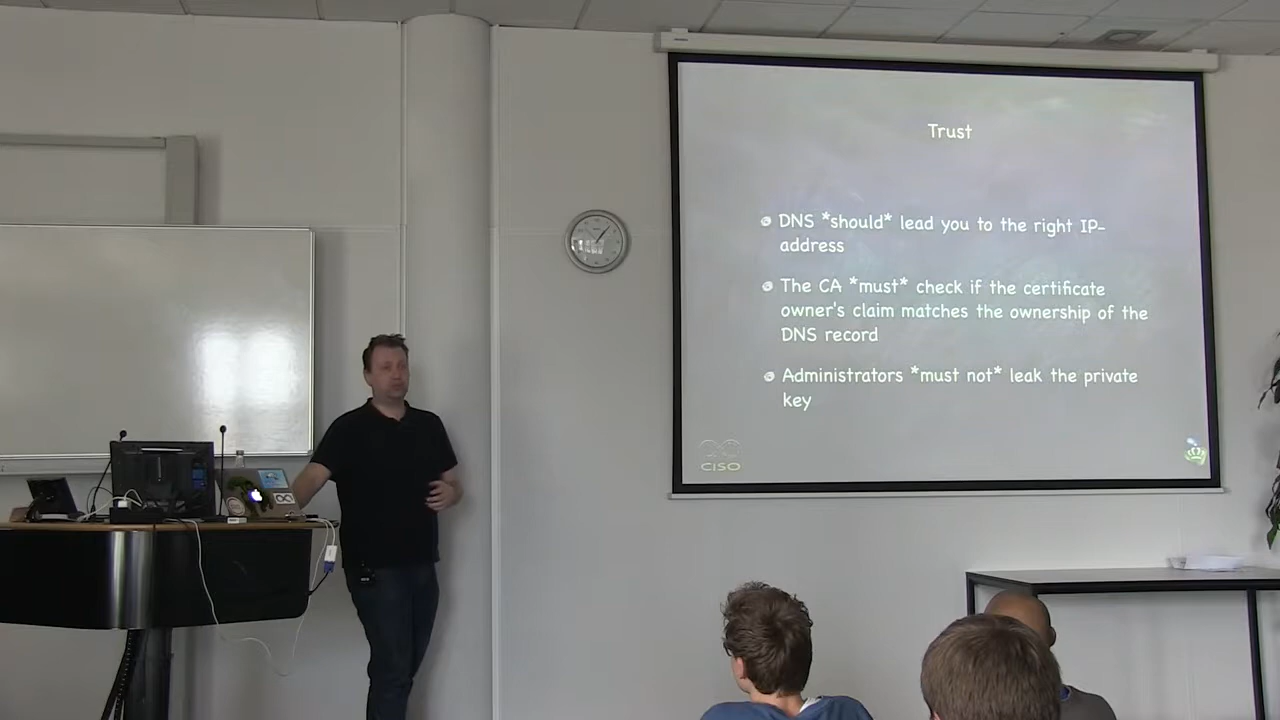 Trust
DNS *should* lead you to the right IP-
address
The CA *must* check if the certificate
owner's claim matches the ownership of the
DNS record
Administrators *must not* leak the private
key
CISO